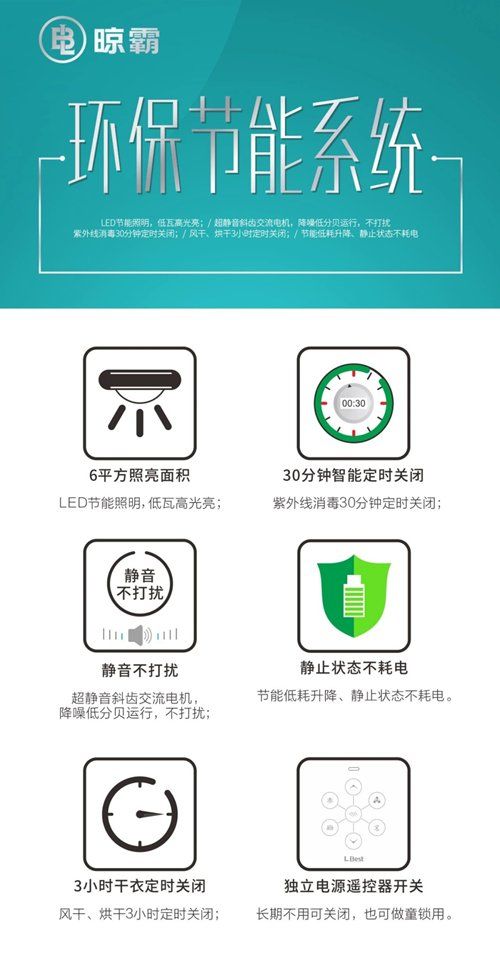 晾霸
环保节能系统
LED节能照明，低瓦高光亮；/ 超静音斜齿交流电机，降噪低分贝运行，不打扰
紫外线消毒30分钟定时关闭；/ 风干、烘干3小时定时关闭；/ 节能低耗升降、静止状态不耗电
00:30
6平方照亮面积
30分钟智能定时关闭
LED节能照明，低瓦高光亮；
紫外线消毒30分钟定时关闭；
静音
不打扰
静音不打扰
静止状态不耗电
超静音斜齿交流电机，
降噪低分贝运行，不打扰；
节能低耗升降、静止状态不耗电。
L.Best
3小时干衣定时关闭
独立电源遥控器开关
风干、烘干3小时定时关闭；
长期不用可关闭，也可做童锁用。